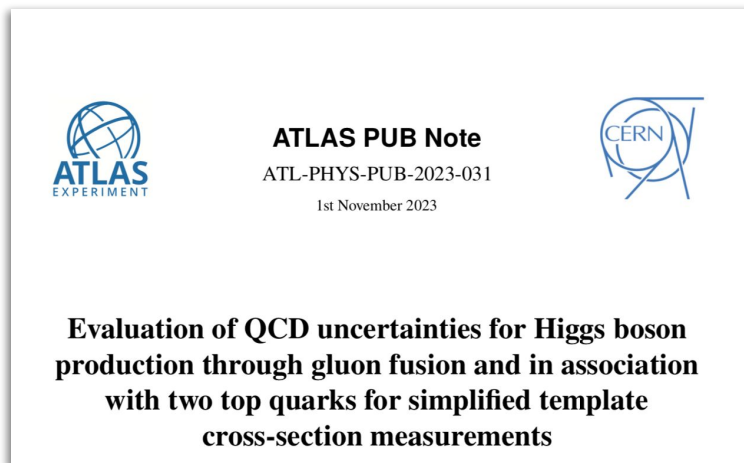 ATLAS
EXPERIMENT
ATLAS PUB Note
ATL-PHYS-PUB-2023-031
1st November 2023
CERN
Evaluation of QCD uncertainties for Higgs boson
production through gluon fusion and in association
with two top quarks for simplified template
cross-section measurements